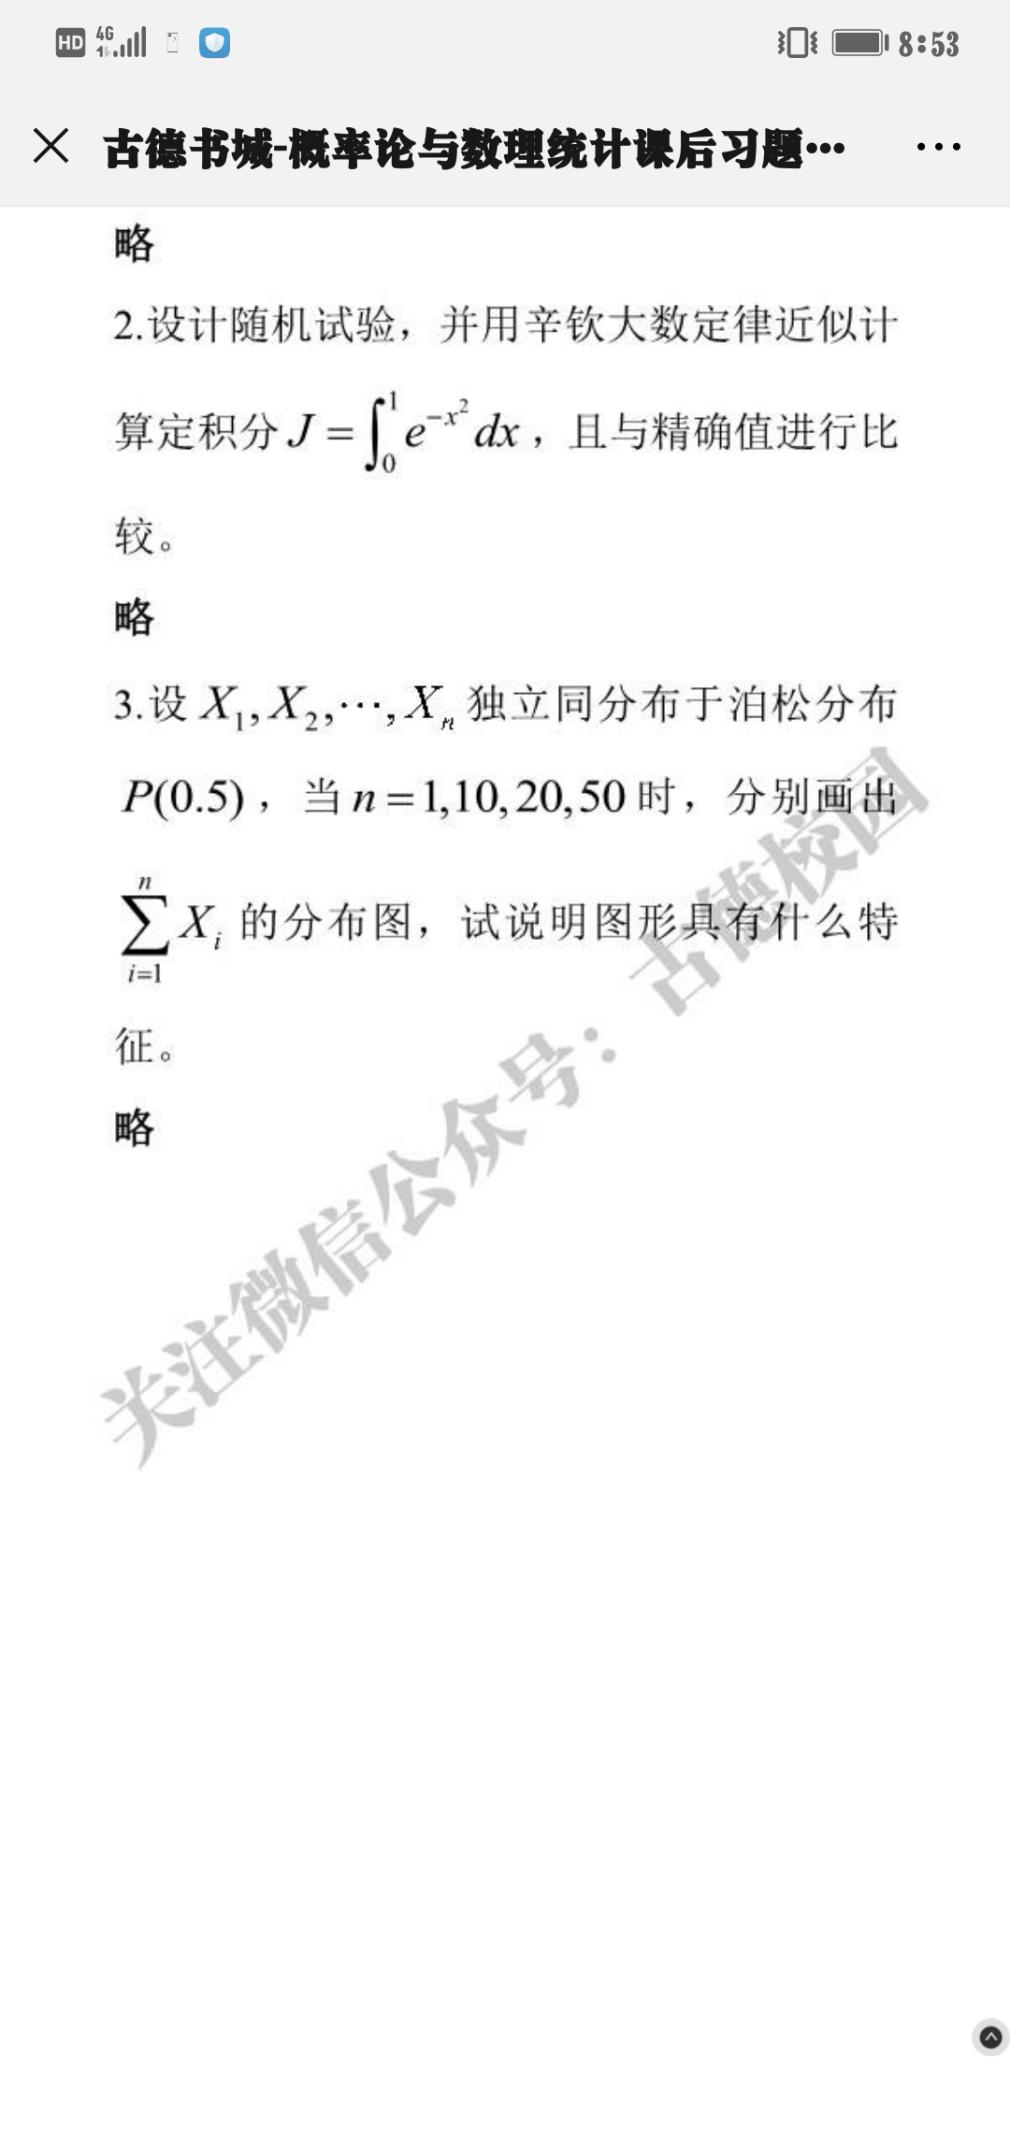 HD 4G 8:53
古德书城-概率论与数理统计课后习题···
略
2.设计随机试验，并用辛钦大数定律近似计
算定积分 J = ∫₀¹ e^{-x²} dx，且与精确值进行比
较。
略
3.设 X₁, X₂, ⋯, Xₙ 独立同分布于泊松分布
P(0.5)，当 n = 1,10,20,50 时，分别画出
∑_{i=1}^{n} X_i 的分布图，试说明图形具有什么特
征。
略
关注微信公众号：古德校园